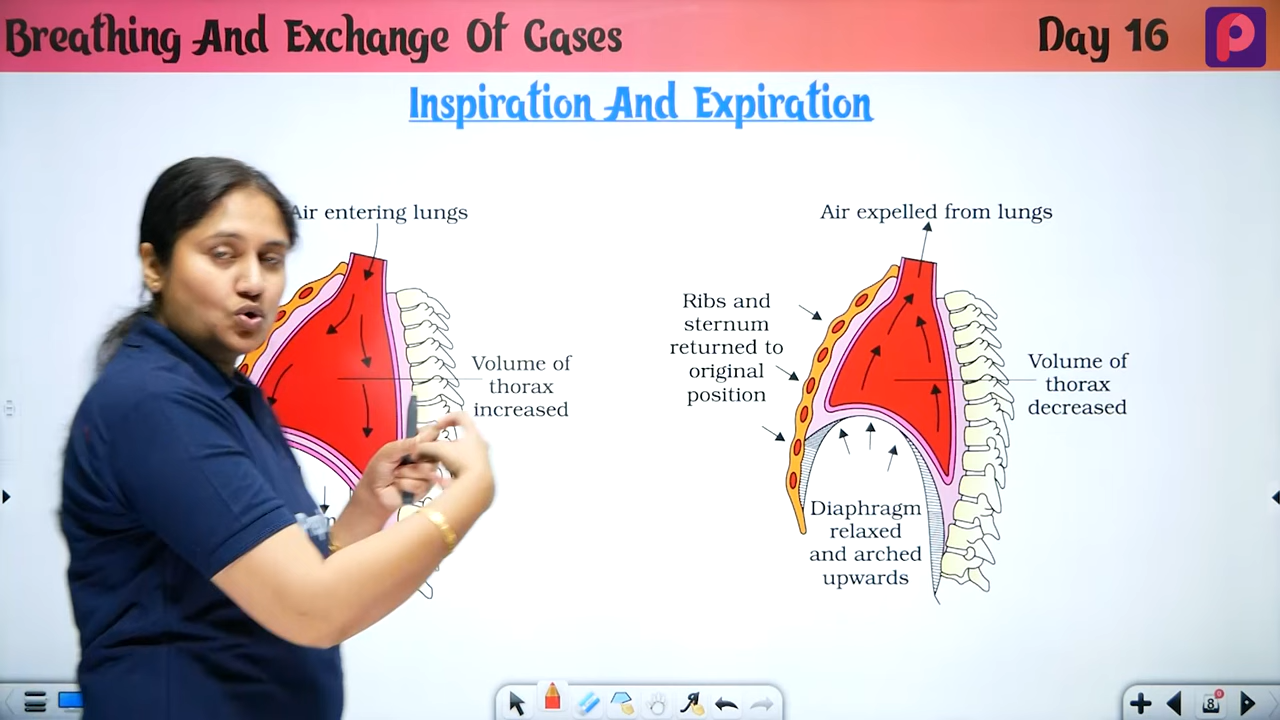 Breathing And Exchange Of Gases
Day 16
Inspiration And Expiration
Air entering lungs
Volume of
thorax
increased
Air expelled from lungs
Ribs and
sternum
returned to
original
position
Volume of
thorax
decreased
Diaphragm
relaxed
and arched
upwards
8